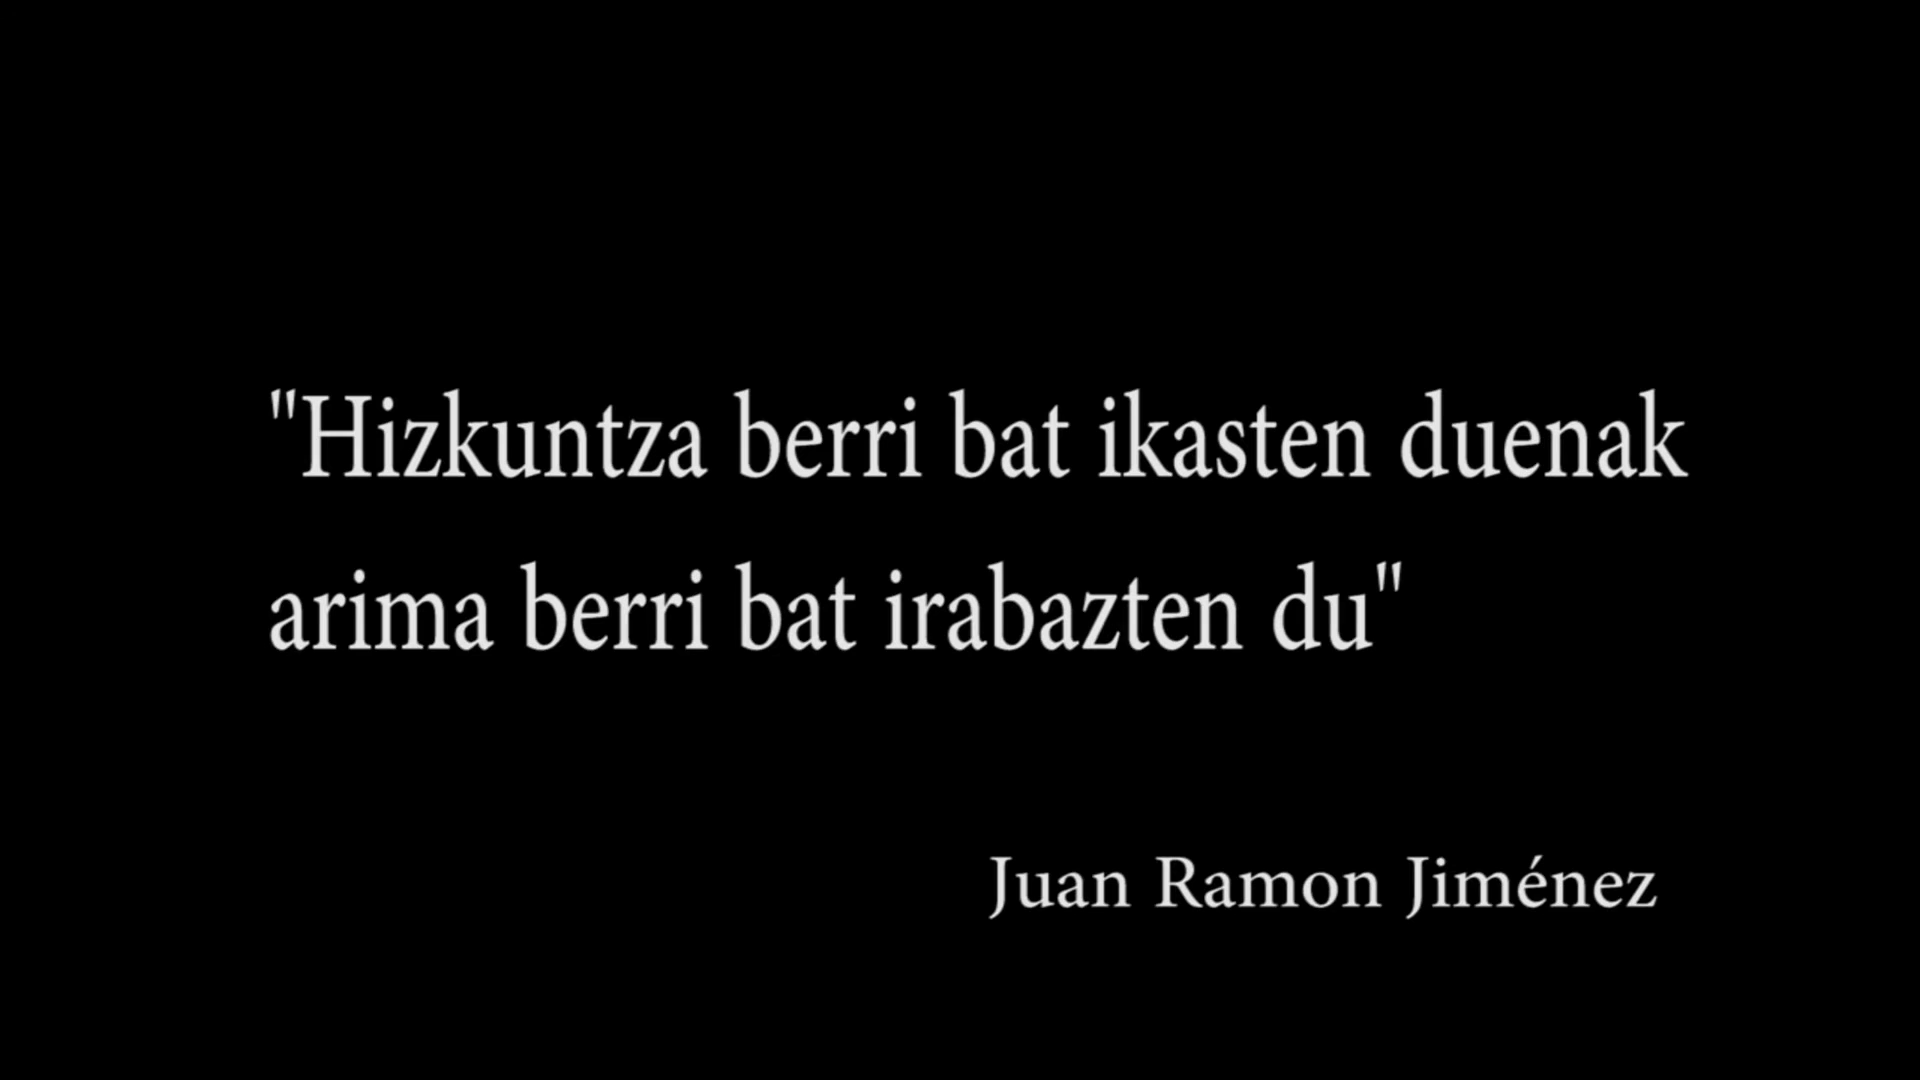 "Hizkuntza berri bat ikasten duenak
arima berri bat irabazten du"
Juan Ramon Jiménez